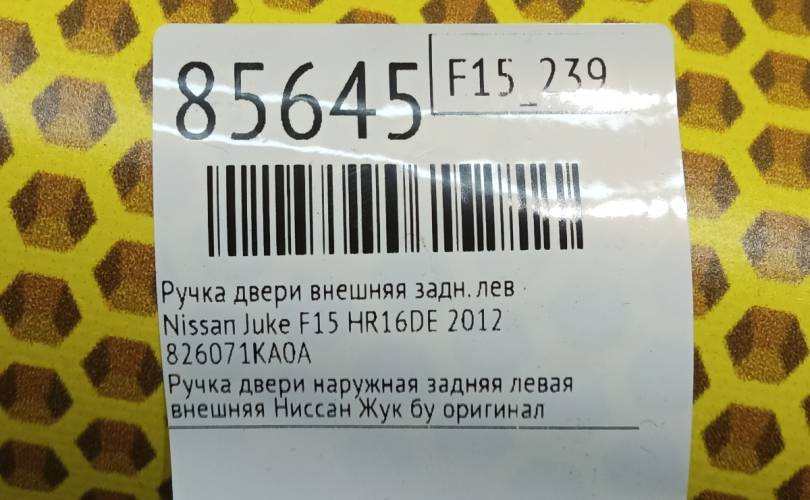 85645
F15_239
Ручка двери внешняя задн. лев
Nissan Juke F15 HR16DE 2012
826071KA0A
Ручка двери наружная задняя левая
внешняя Ниссан Жук бу оригинал